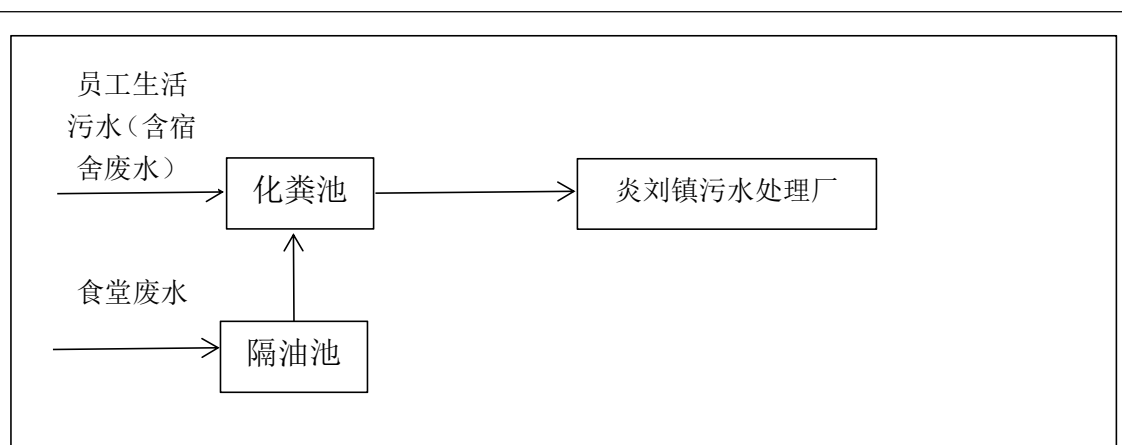 员工生活
污水（含宿
舍废水）
化粪池
炎刘镇污水处理厂
食堂废水
隔油池